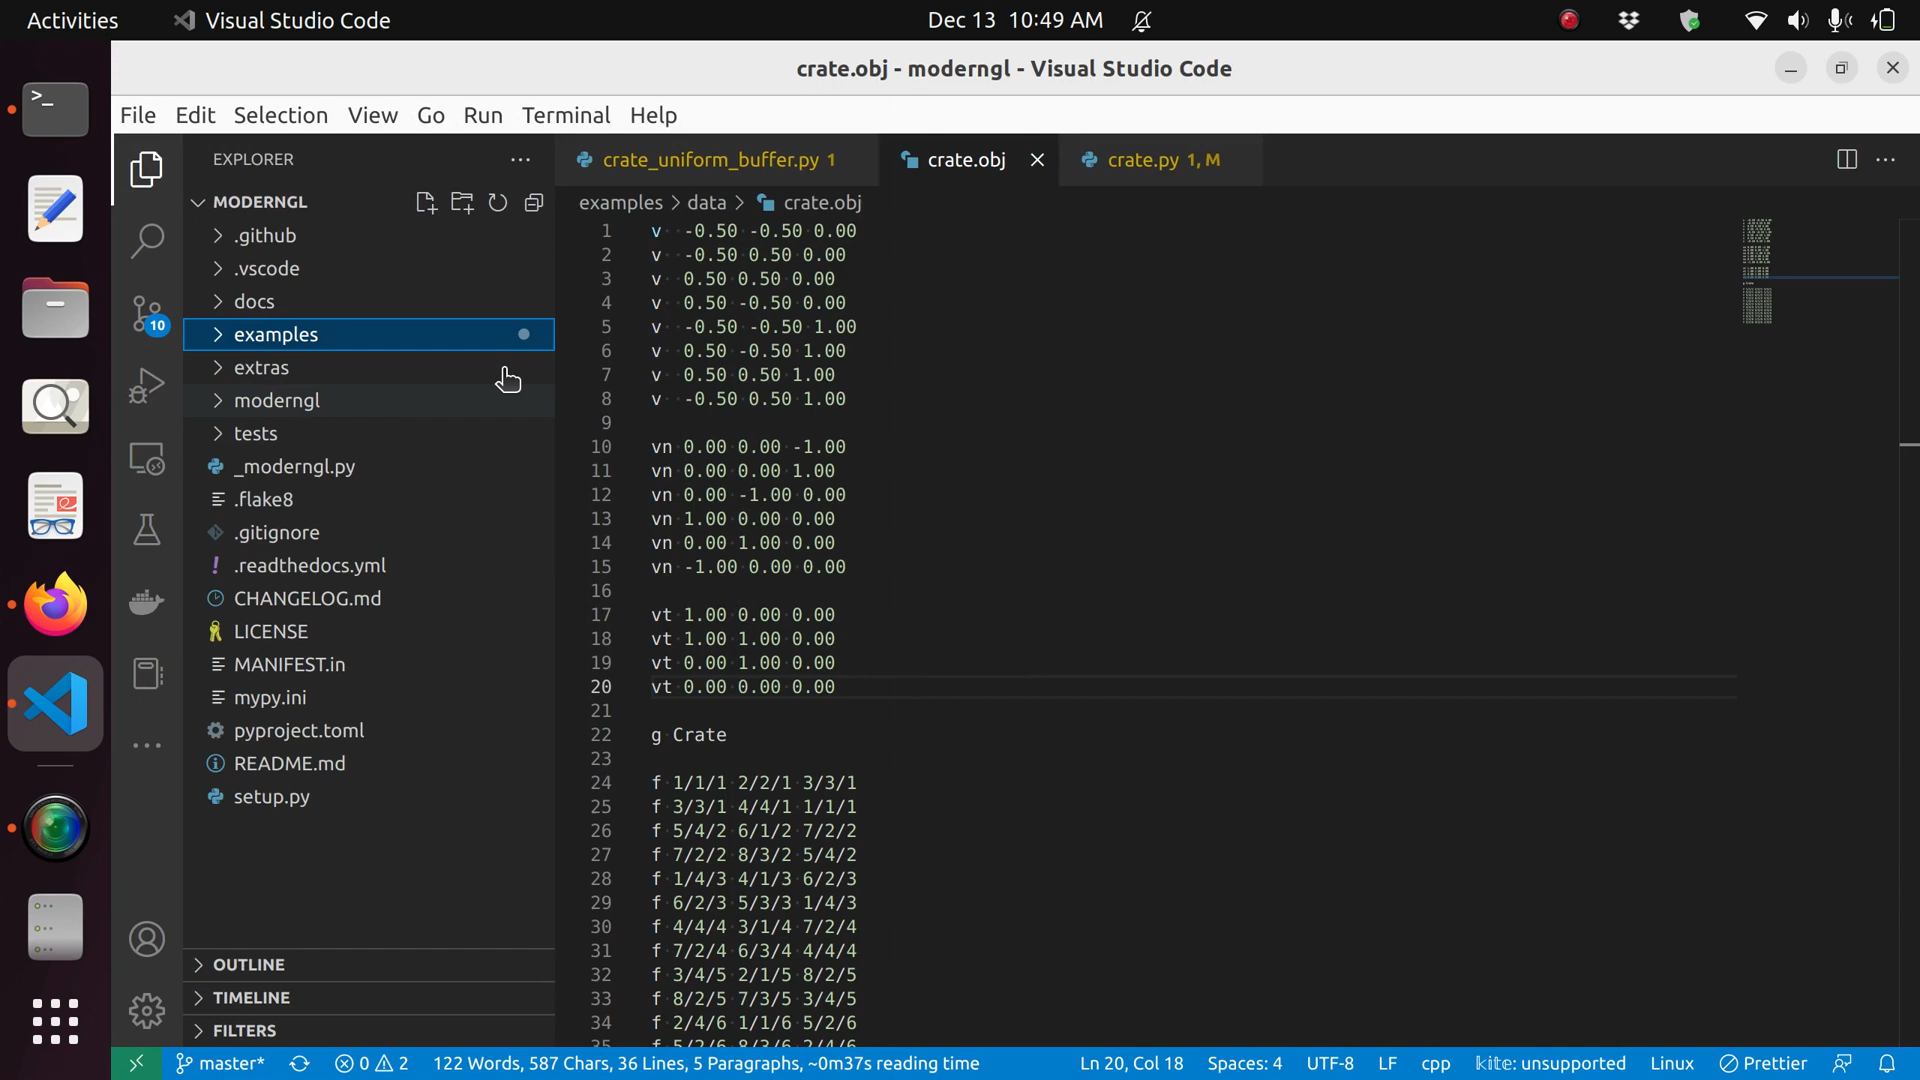 Activities
Visual Studio Code
Dec 13 10:49 AM
crate.obj - moderngl - Visual Studio Code
File Edit Selection View Go Run Terminal Help
EXPLORER
MODERNGL
.github
.vscode
docs
examples
extras
moderngl
tests
_moderngl.py
.flake8
.gitignore
.readthedocs.yml
CHANGELOG.md
LICENSE
MANIFEST.in
mypy.ini
pyproject.toml
README.md
setup.py
OUTLINE
TIMELINE
FILTERS
10
crate_uniform_buffer.py 1
crate.obj
crate.py 1, M
examples > data > crate.obj
1 v -0.50 -0.50 0.00
2 v -0.50 0.50 0.00
3 v 0.50 0.50 0.00
4 v 0.50 -0.50 0.00
5 v -0.50 -0.50 1.00
6 v 0.50 -0.50 1.00
7 v 0.50 0.50 1.00
8 v -0.50 0.50 1.00
9
10 vn 0.00 0.00 -1.00
11 vn 0.00 0.00 1.00
12 vn 0.00 -1.00 0.00
13 vn 1.00 0.00 0.00
14 vn 0.00 1.00 0.00
15 vn -1.00 0.00 0.00
16
17 vt 1.00 0.00 0.00
18 vt 1.00 1.00 0.00
19 vt 0.00 1.00 0.00
20 vt 0.00 0.00 0.00
21
22 g Crate
23
24 f 1/1/1 2/2/1 3/3/1
25 f 3/3/1 4/4/1 1/1/1
26 f 5/4/2 6/1/2 7/2/2
27 f 7/2/2 8/3/2 5/4/2
28 f 1/4/3 4/1/3 6/2/3
29 f 6/2/3 5/3/3 1/4/3
30 f 4/4/4 3/1/4 7/2/4
31 f 7/2/4 6/3/4 4/4/4
32 f 3/4/5 2/1/5 8/2/5
33 f 8/2/5 7/3/5 3/4/5
34 f 2/4/6 1/1/6 5/2/6
35 f 5/2/6 8/3/6 2/4/6
master* 0 2 122 Words, 587 Chars, 36 Lines, 5 Paragraphs, ~0m37s reading time Ln 20, Col 18 Spaces: 4 UTF-8 LF cpp kite: unsupported Linux Prettier